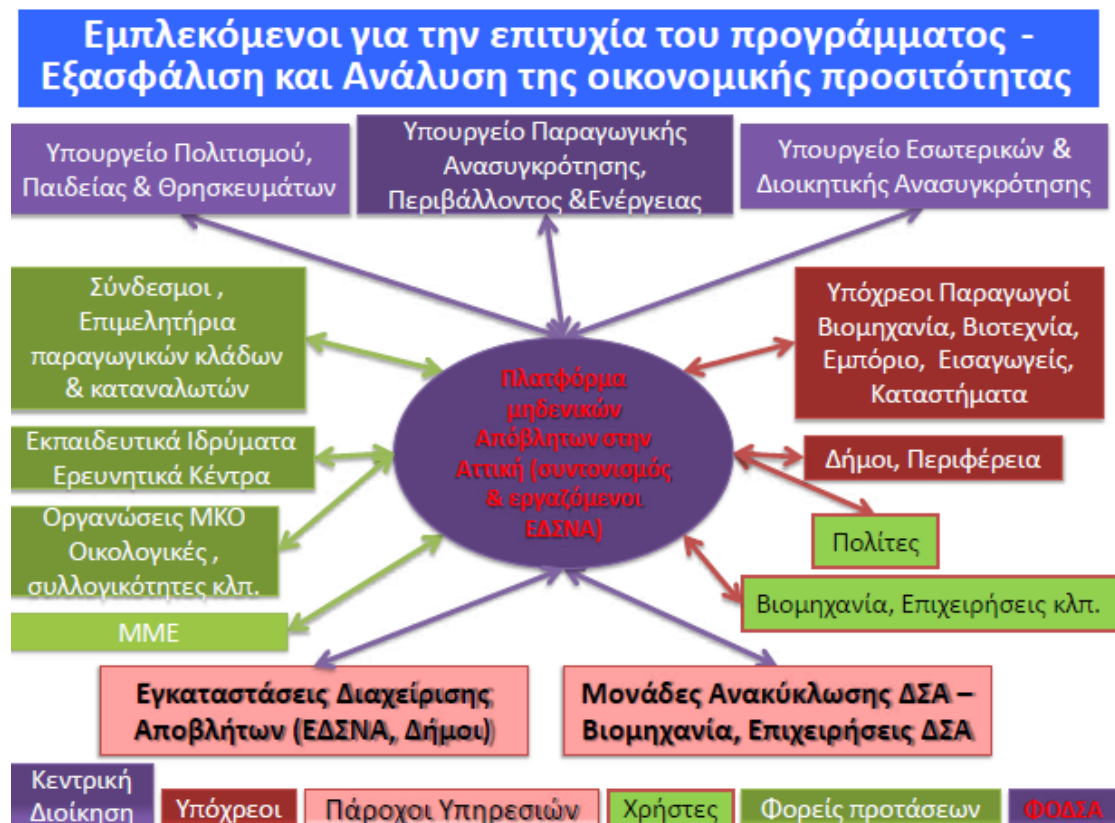 Εμπλεκόμενοι για την επιτυχία του προγράμματος -
Εξασφάλιση και Ανάλυση της οικονομικής προσιτότητας
Υπουργείο Πολιτισμού,
Παιδείας & Θρησκευμάτων
Υπουργείο Παραγωγικής
Ανασυγκρότησης,
Περιβάλλοντος &Ενέργειας
Υπουργείο Εσωτερικών &
Διοικητικής Ανασυγκρότησης
Σύνδεσμοι ,
Επιμελητήρια
παραγωγικών κλάδων
& καταναλωτών
Υπόχρεοι Παραγωγοί
Βιομηχανία, Βιοτεχνία,
Εμπόριο, Εισαγωγείς,
Καταστήματα
Πλατφόρμα
μηδενικών
Απόβλητων στην
Αττική (συντονισμός
& εργαζόμενοι
ΕΔΣΝΑ)
Εκπαιδευτικά Ιδρύματα
Ερευνητικά Κέντρα
Δήμοι, Περιφέρεια
Οργανώσεις ΜΚΟ
Οικολογικές ,
συλλογικότητες κλπ.
Πολίτες
Βιομηχανία, Επιχειρήσεις κλπ.
ΜΜΕ
Εγκαταστάσεις Διαχείρισης
Αποβλήτων (ΕΔΣΝΑ, Δήμοι)
Μονάδες Ανακύκλωσης ΔΣΑ –
Βιομηχανία, Επιχειρήσεις ΔΣΑ
Κεντρική
Διοίκηση
Υπόχρεοι
Πάροχοι Υπηρεσιών
Χρήστες
Φορείς προτάσεων
ΦΟΔΣΑ